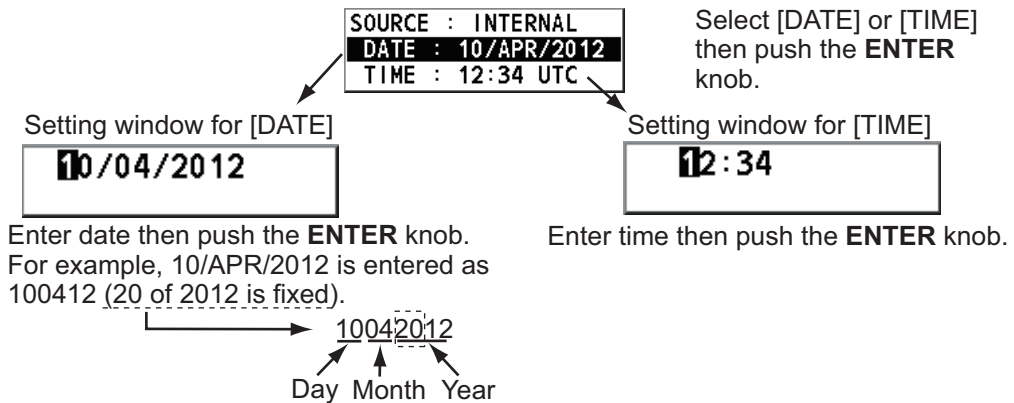 SOURCE : INTERNAL
DATE : 10/APR/2012
TIME : 12:34 UTC
Select [DATE] or [TIME]
then push the ENTER
knob.
Setting window for [DATE]
10/04/2012
Enter date then push the ENTER knob.
For example, 10/APR/2012 is entered as
100412 (20 of 2012 is fixed).
10042012
Day Month Year
Setting window for [TIME]
12:34
Enter time then push the ENTER knob.